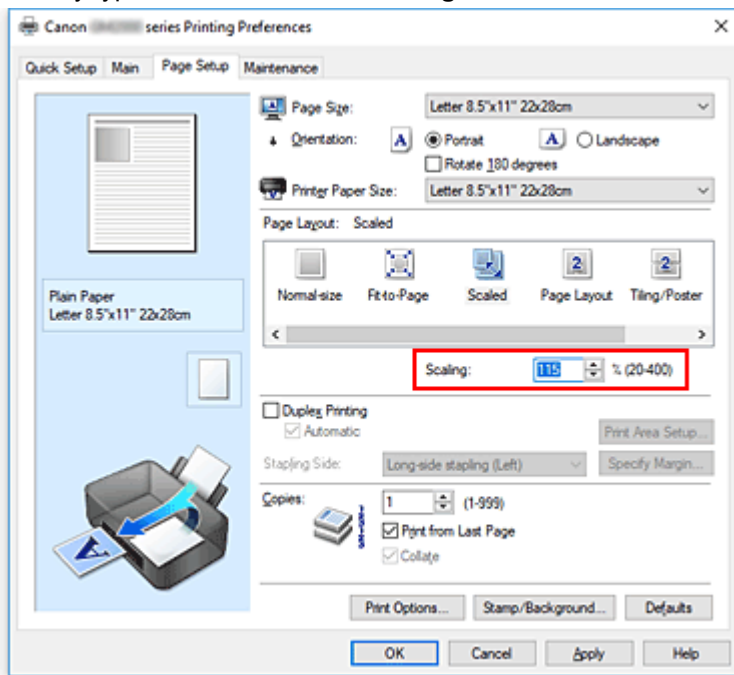 Canon series Printing Preferences
Quick Setup Main Page Setup Maintenance
Page Size: Letter 8.5"x11" 22x28cm
Orientation: A Portrait A Landscape
Rotate 180 degrees
Printer Paper Size: Letter 8.5"x11" 22x28cm
Page Layout: Scaled
2 2
Normal-size Fit-to-Page Scaled Page Layout Tiling/Poster
Plain Paper
Letter 8.5"x11" 22x28cm
Scaling: 115 % (20-400)
Duplex Printing
Automatic
Print Area Setup...
Stapling Side: Long-side stapling (Left) Specify Margin...
Copies: 1 (1-999)
Print from Last Page
Collate
A
Print Options... Stamp/Background... Defaults
OK Cancel Apply Help